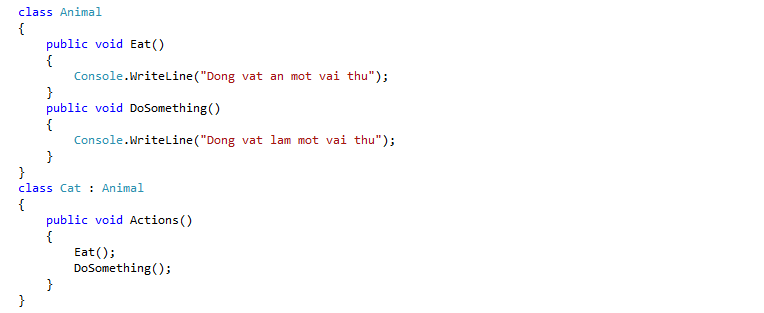 class Animal
{
    public void Eat()
    {
        Console.WriteLine("Dong vat an mot vai thu");
    }
    public void DoSomething()
    {
        Console.WriteLine("Dong vat lam mot vai thu");
    }
}
class Cat : Animal
{
    public void Actions()
    {
        Eat();
        DoSomething();
    }
}